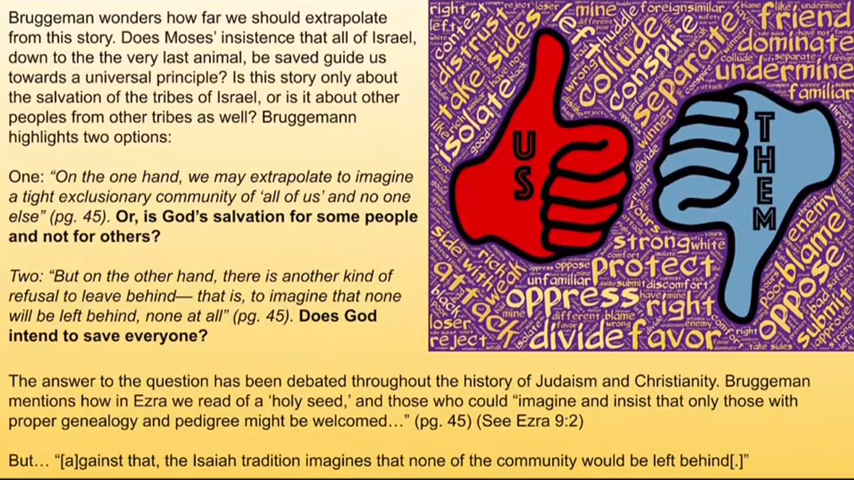 Bruggeman wonders how far we should extrapolate
from this story. Does Moses' insistence that all of Israel,
down to the the very last animal, be saved guide us
towards a universal principle? Is this story only about
the salvation of the tribes of Israel, or is it about other
peoples from other tribes as well? Bruggemann
highlights two options:
One: “On the one hand, we may extrapolate to imagine
a tight exclusionary community of ‘all of us’ and no one
else” (pg. 45). Or, is God’s salvation for some people
and not for others?
Two: “But on the other hand, there is another kind of
refusal to leave behind— that is, to imagine that none
will be left behind, none at all” (pg. 45). Does God
intend to save everyone?
US
THEM
friend
dominate
undermine
familiar
distrust
take sides
isolate
collude
conspire
separate
strong
white
protect
unfamiliar
oppress
right
attack
divide
favor
reject
loser
side with
enemy
blame
oppose
submit
The answer to the question has been debated throughout the history of Judaism and Christianity. Bruggeman
mentions how in Ezra we read of a ‘holy seed,’ and those who could “imagine and insist that only those with
proper genealogy and pedigree might be welcomed…” (pg. 45) (See Ezra 9:2)
But… “[a]gainst that, the Isaiah tradition imagines that none of the community would be left behind[.]”